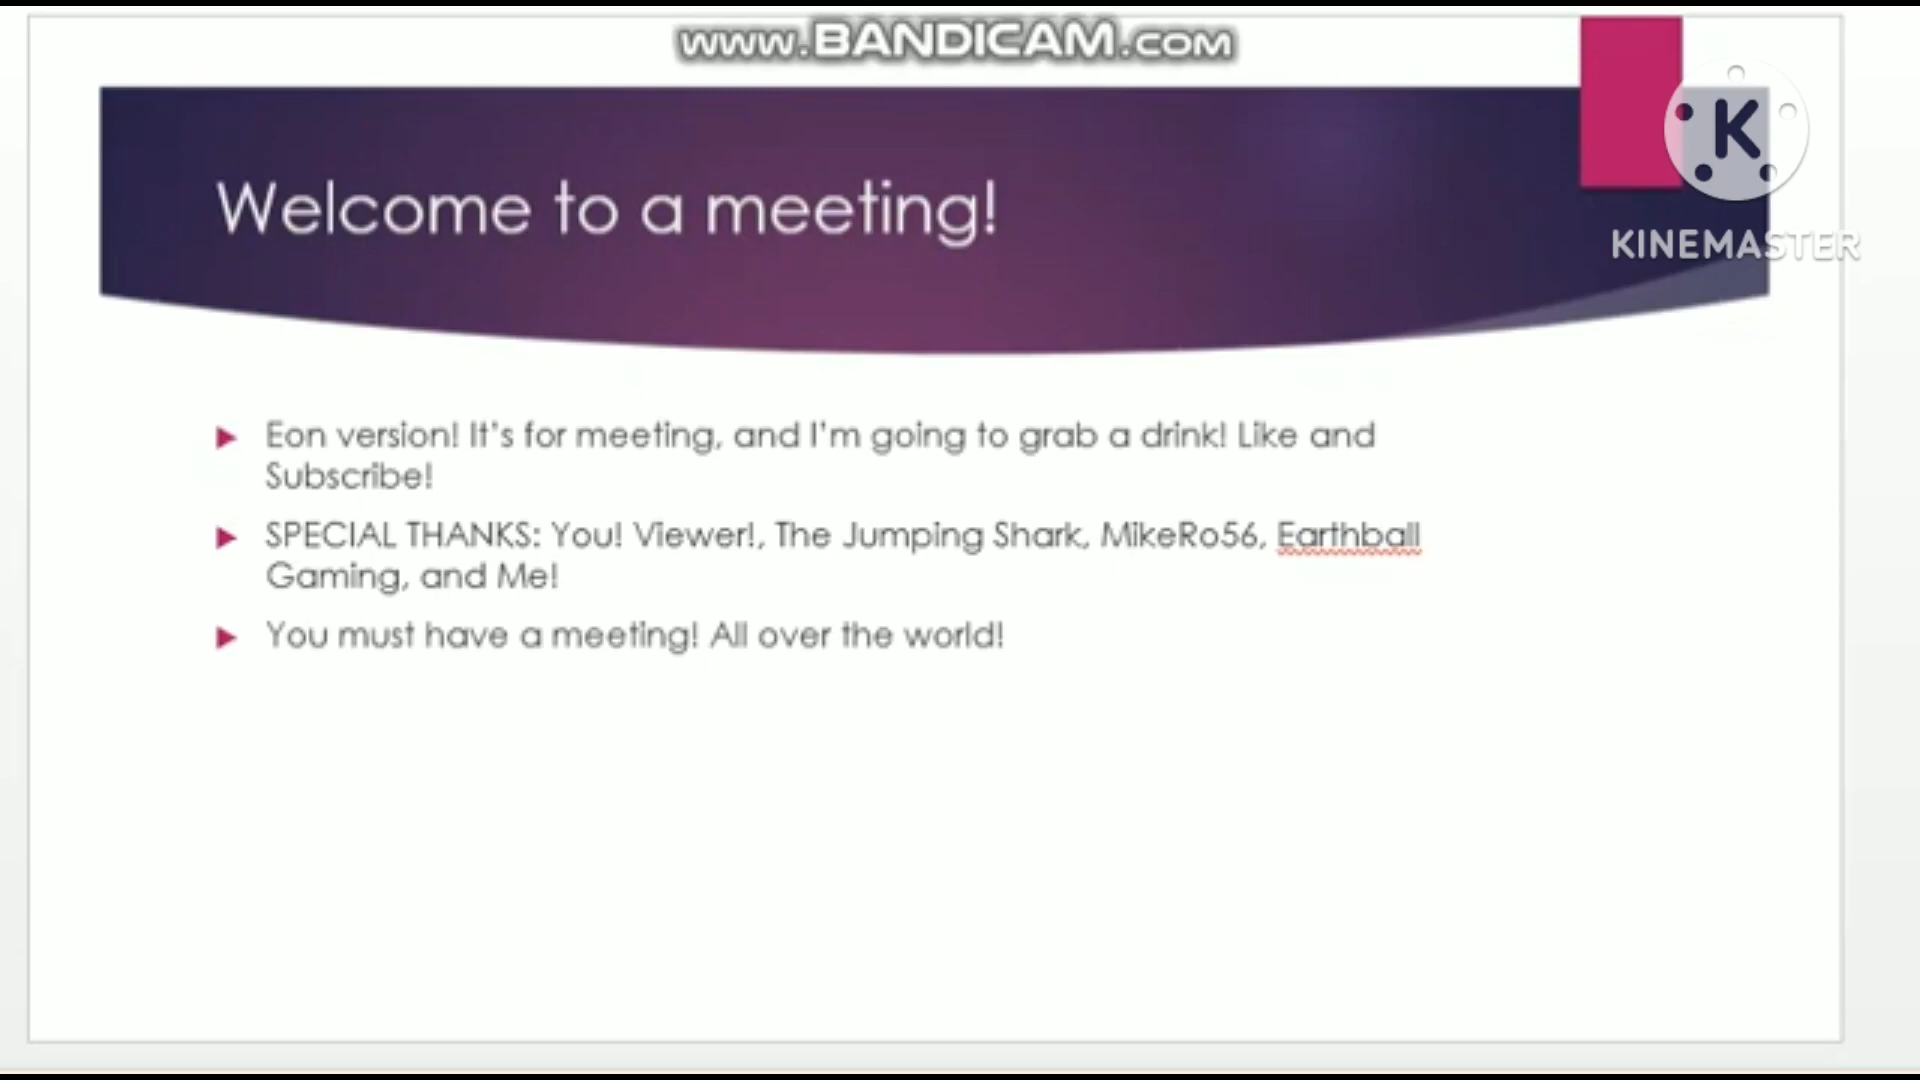 www.BANDICAM.com
K
KINEMASTER
Welcome to a meeting!
Eon version! It's for meeting, and I'm going to grab a drink! Like and
Subscribe!
SPECIAL THANKS: You! Viewer!, The Jumping Shark, MikeRo56, Earthball
Gaming, and Me!
You must have a meeting! All over the world!